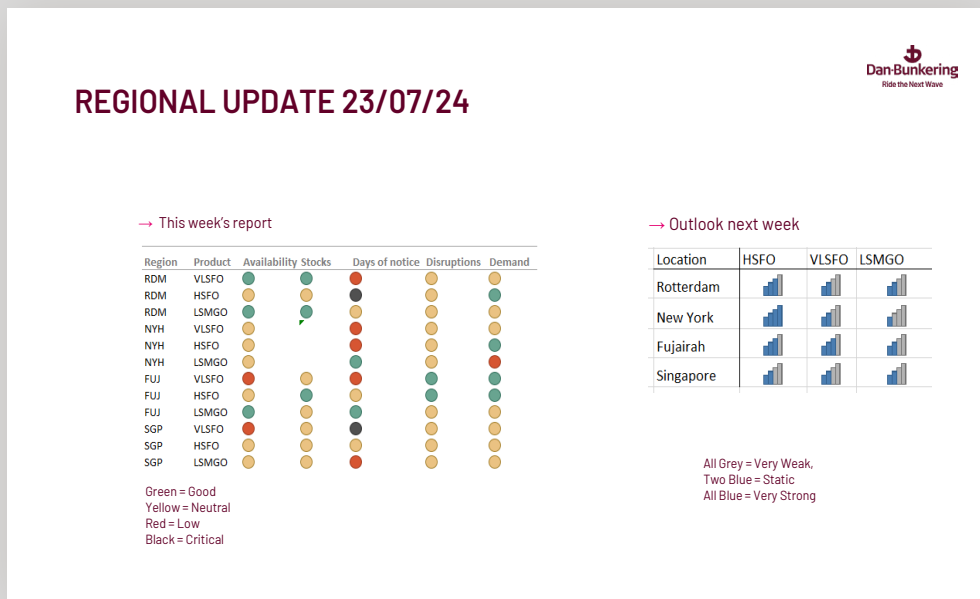 Dan-Bunkering
Ride the Next Wave
REGIONAL UPDATE 23/07/24
→ This week's report
Region Product Availability Stocks Days of notice Disruptions Demand
RDM VLSFO
RDM HSFO
RDM LSMGO
NYH VLSFO
NYH HSFO
NYH LSMGO
FUJ VLSFO
FUJ HSFO
FUJ LSMGO
SGP VLSFO
SGP HSFO
SGP LSMGO
Green = Good
Yellow = Neutral
Red = Low
Black = Critical
→ Outlook next week
Location HSFO VLSFO LSMGO
Rotterdam
New York
Fujairah
Singapore
All Grey = Very Weak,
Two Blue = Static
All Blue = Very Strong